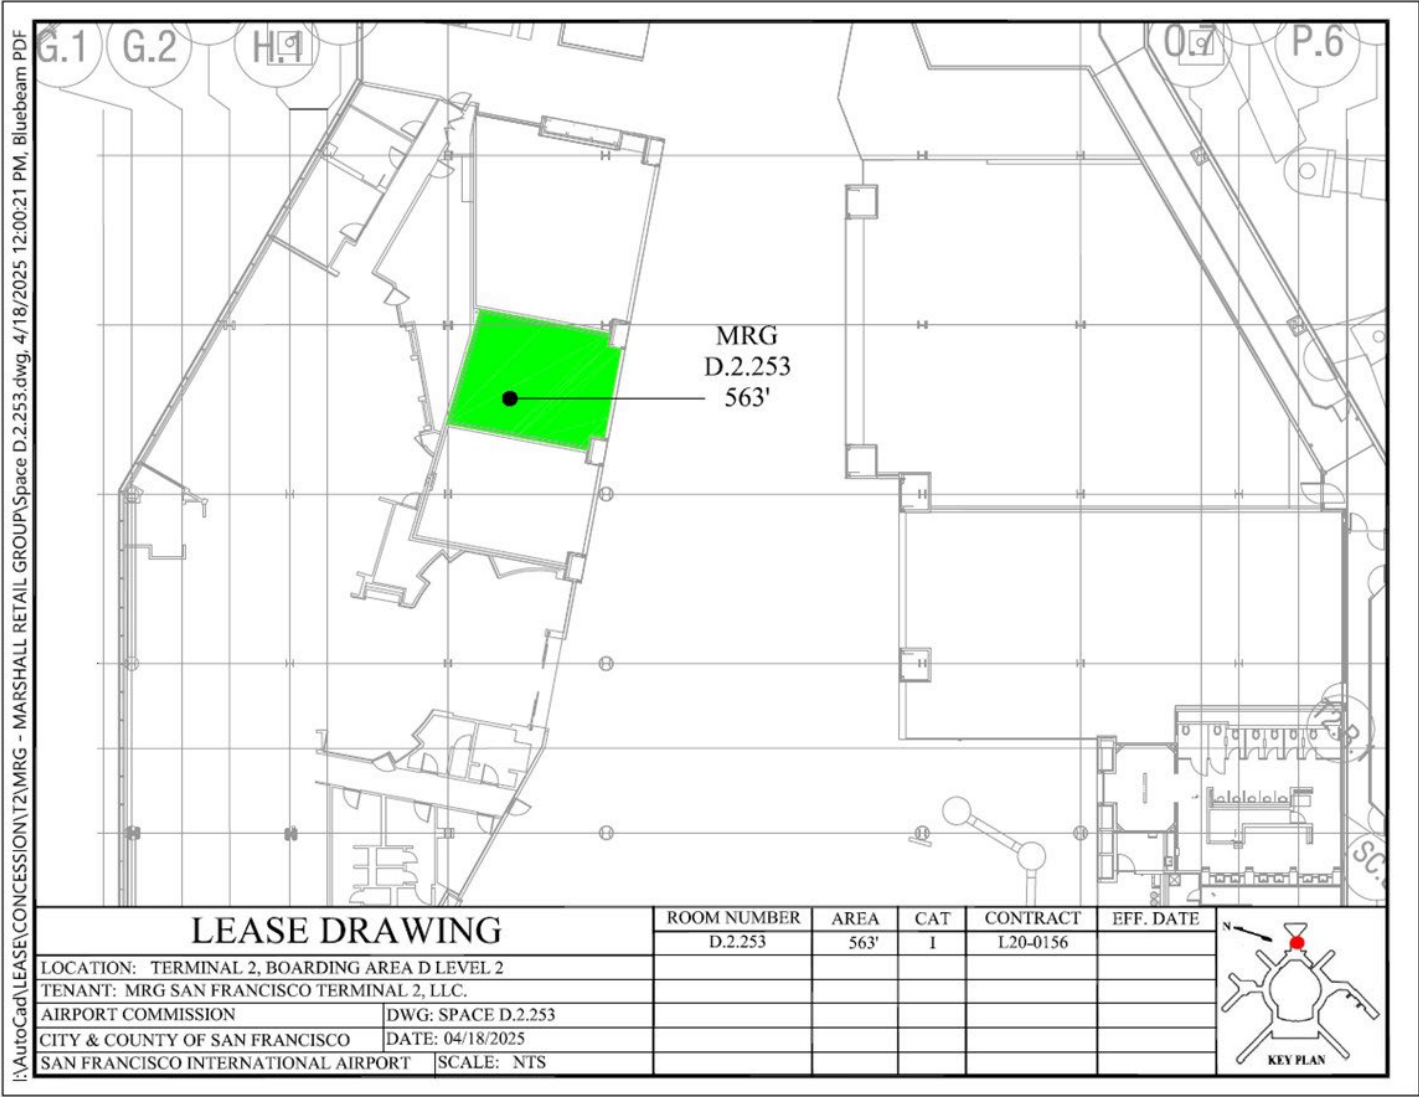 I:\AutoCad\LEASE\CONCESSION\T2\MRG - MARSHALL RETAIL GROUP\Space D.2.253.dwg, 4/18/2025 12:00:21 PM, Bluebeam PDF
G.1
G.2
H.1
O.7
P.6
MRG
D.2.253
563'
SC.
LEASE DRAWING
LOCATION: TERMINAL 2, BOARDING AREA D LEVEL 2
TENANT: MRG SAN FRANCISCO TERMINAL 2, LLC.
AIRPORT COMMISSION
DWG: SPACE D.2.253
CITY & COUNTY OF SAN FRANCISCO
DATE: 04/18/2025
SAN FRANCISCO INTERNATIONAL AIRPORT
SCALE: NTS
ROOM NUMBER AREA CAT CONTRACT EFF. DATE
D.2.253 563' I L20-0156
N
KEY PLAN